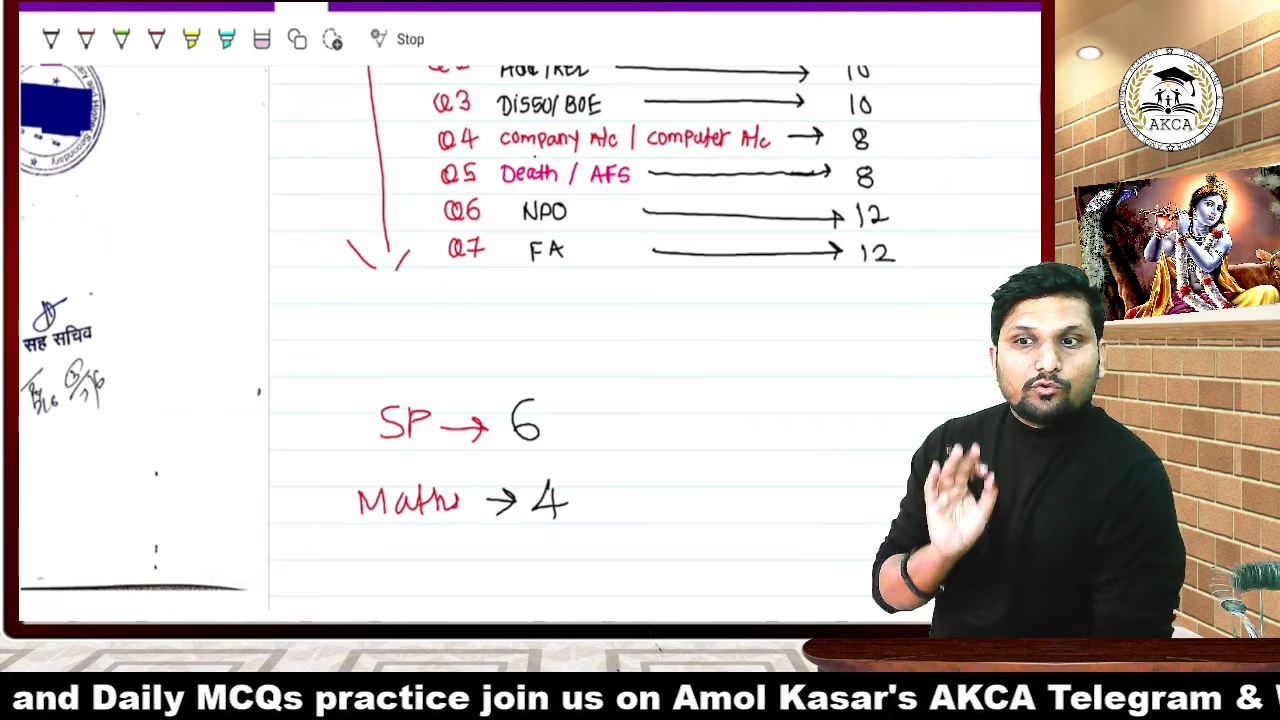 Stop
10
Q3 DISSO/BOE → 10
Q4 company A/c / computer A/c → 8
Q5 Death / AFS → 8
Q6 NPO → 12
Q7 FA → 12
सह सचिव
SP → 6
Maths → 4
AKCA
and Daily MCQs practice join us on Amol Kasar's AKCA Telegram &